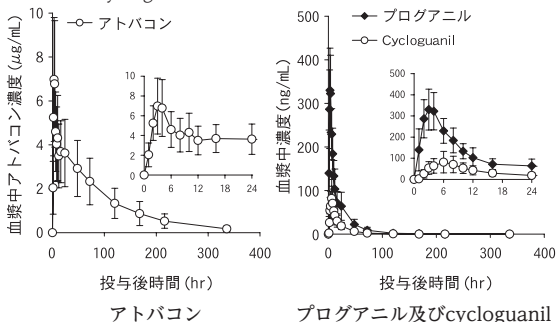 アトバコン
血漿中アトバコン濃度 (μg/mL)
10
8
6
4
2
0
10
8
6
4
2
0
0 6 12 18 24
0 100 200 300 400
投与後時間 (hr)
アトバコン
プログアニル
Cycloguanil
血漿中濃度 (ng/mL)
500
400
300
200
100
0
500
400
300
200
100
0
0 6 12 18 24
0 100 200 300 400
投与後時間 (hr)
プログアニル及びcycloguanil